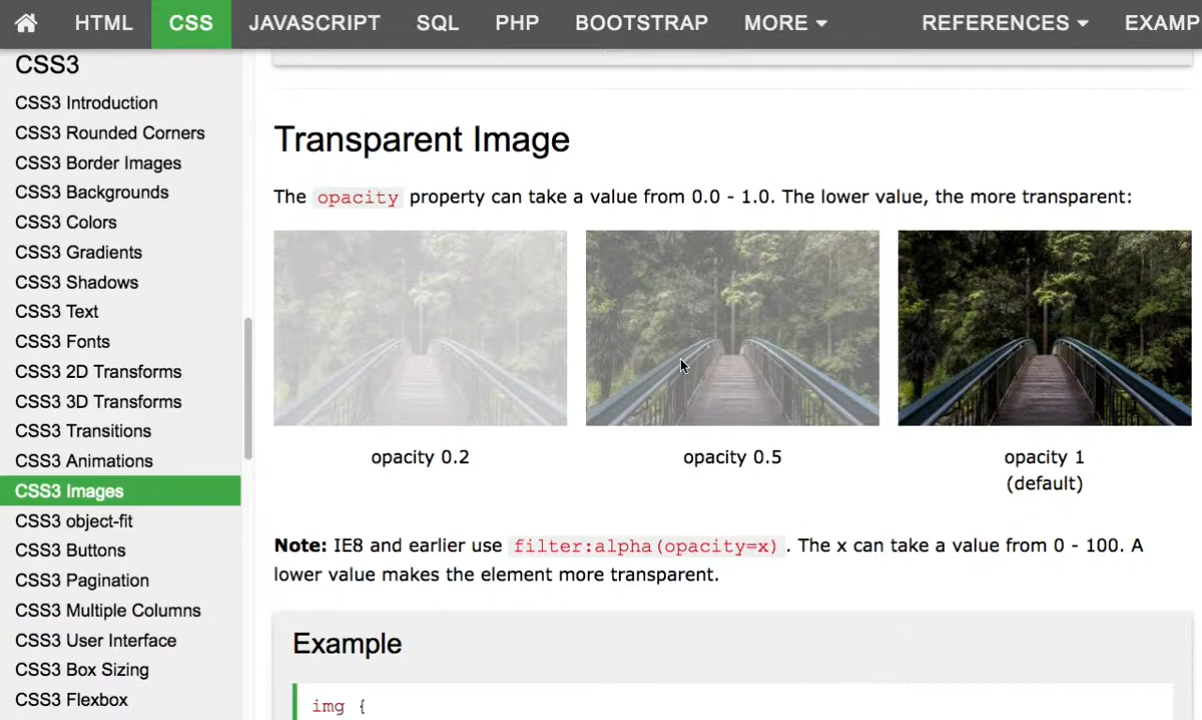 HTML CSS JAVASCRIPT SQL PHP BOOTSTRAP MORE REFERENCES EXAMP
CSS3
CSS3 Introduction
CSS3 Rounded Corners
CSS3 Border Images
CSS3 Backgrounds
CSS3 Colors
CSS3 Gradients
CSS3 Shadows
CSS3 Text
CSS3 Fonts
CSS3 2D Transforms
CSS3 3D Transforms
CSS3 Transitions
CSS3 Animations
CSS3 Images
CSS3 object-fit
CSS3 Buttons
CSS3 Pagination
CSS3 Multiple Columns
CSS3 User Interface
CSS3 Box Sizing
CSS3 Flexbox
Transparent Image
The opacity property can take a value from 0.0 - 1.0. The lower value, the more transparent:
opacity 0.2
opacity 0.5
opacity 1
(default)
Note: IE8 and earlier use filter:alpha(opacity=x). The x can take a value from 0 - 100. A
lower value makes the element more transparent.
Example
img {